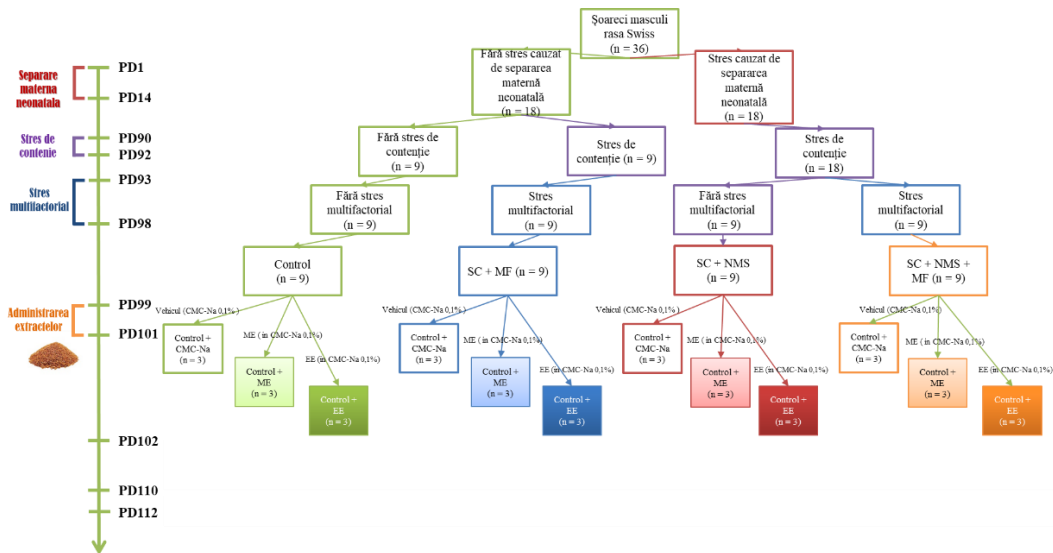 Șoareci masculi
rasa Swiss
(n = 36)
Fără stres cauzat
de separarea
maternă
neonatală
(n = 18)
Stres cauzat de
separarea
maternă
neonatală
(n = 18)
Fără stres de
contenție
(n = 9)
Stres de
contenție (n = 9)
Stres de
contenție
(n = 18)
Fără stres
multifactorial
(n = 9)
Stres
multifactorial
(n = 9)
Fără stres
multifactorial
(n = 9)
Stres
multifactorial
(n = 9)
Control
(n = 9)
SC + MF (n = 9)
SC + NMS
(n = 9)
SC + NMS +
MF (n = 9)
Vehicul (CMC-Na 0,1% )
ME ( in CMC-Na 0,1%)
EE (in CMC-Na 0,1%)
Control +
CMC-Na
(n = 3)
Control +
ME
(n = 3)
Control +
EE
(n = 3)
Vehicul (CMC-Na 0,1% )
ME ( in CMC-Na 0,1%)
EE (in CMC-Na 0,1%)
Control +
CMC-Na
(n = 3)
Control +
ME
(n = 3)
Control +
EE
(n = 3)
Vehicul (CMC-Na 0,1% )
ME ( in CMC-Na 0,1%)
EE (in CMC-Na 0,1%)
Control +
CMC-Na
(n = 3)
Control +
ME
(n = 3)
Control +
EE
(n = 3)
Vehicul (CMC-Na 0,1% )
ME ( in CMC-Na 0,1%)
EE (in CMC-Na 0,1%)
Control +
CMC-Na
(n = 3)
Control +
ME
(n = 3)
Control +
EE
(n = 3)
Separare
materna
neonatala
PD1
PD14
Stres de
contenie
PD90
PD92
Stres
multifactorial
PD93
PD98
Administrarea
extractelor
PD99
PD101
PD102
PD110
PD112